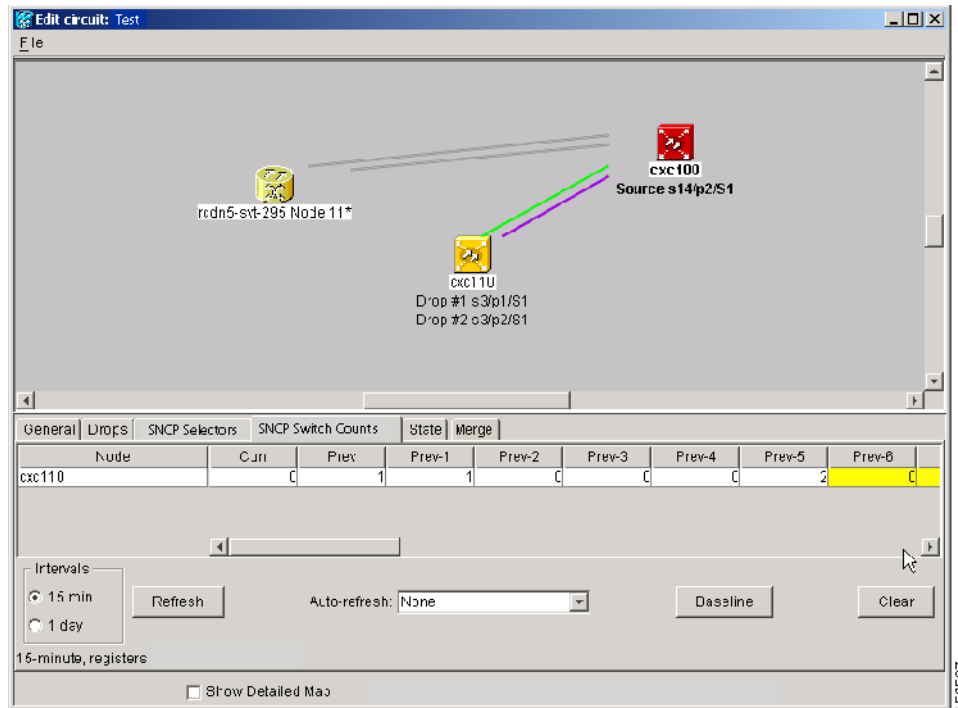 Edit circuit: Test
File
cxc100
Source s14/p2/S1
rcdn5-svt-295 Node 11*
cxc110
Drop #1 s3/p1/S1
Drop #2 s3/p2/S1
General Drops SNCP Selectors SNCP Switch Counts State Merge
Node Curr Prev Prev-1 Prev-2 Prev-3 Prev-4 Prev-5 Prev-6
cxc110 0 1 1 0 0 0 2 0
Intervals
15 min
1 day
Refresh
Auto-refresh: None
Baseline
Clear
15-minute, registers
Show Detailed Map